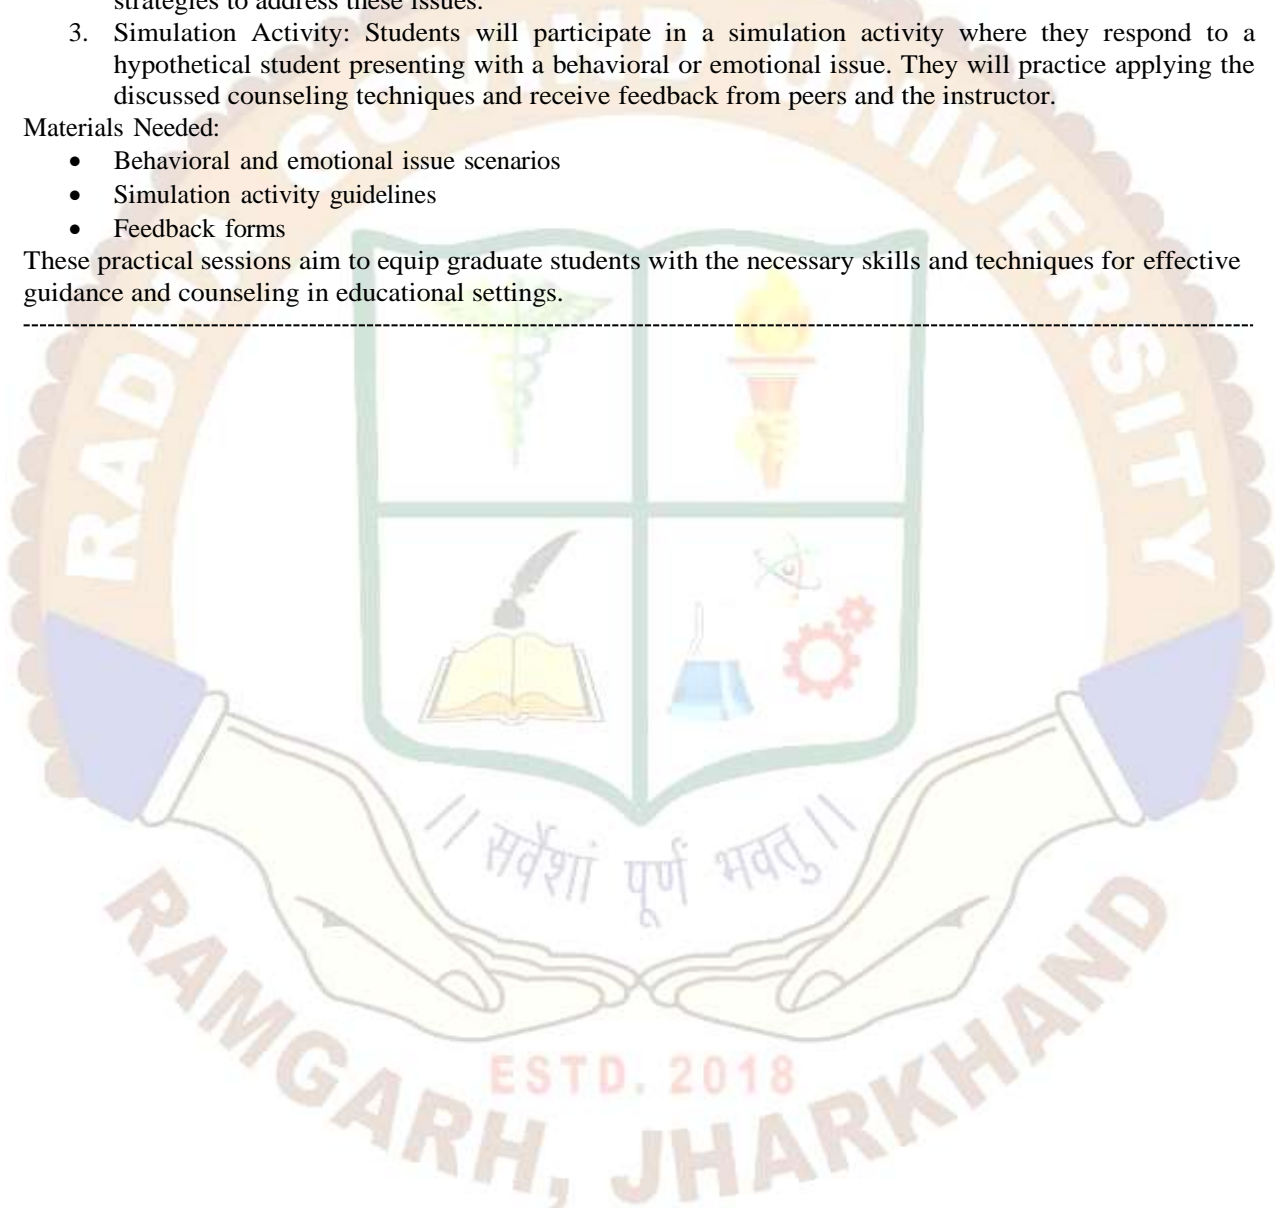 strategies to address these issues.
3. Simulation Activity: Students will participate in a simulation activity where they respond to a
hypothetical student presenting with a behavioral or emotional issue. They will practice applying the
discussed counseling techniques and receive feedback from peers and the instructor.
Materials Needed:
• Behavioral and emotional issue scenarios
• Simulation activity guidelines
• Feedback forms
These practical sessions aim to equip graduate students with the necessary skills and techniques for effective
guidance and counseling in educational settings.
RADHA GOVIND UNIVERSITY
|| सर्वेशां पूर्ण भवतु ||
ESTD. 2018
RAMGARH, JHARKHAND